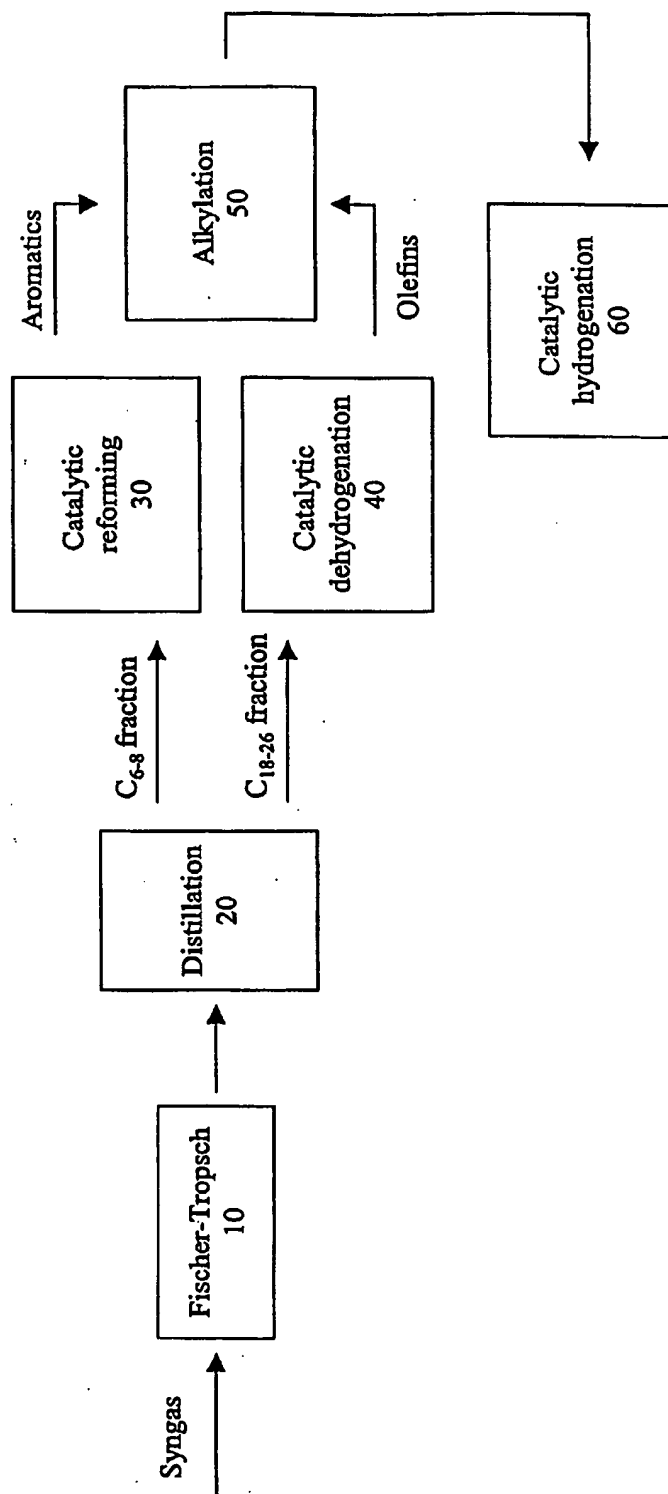 Syngas
Fischer-Tropsch
10
Distillation
20
C6-8 fraction
C18-26 fraction
Catalytic
reforming
30
Catalytic
dehydrogenation
40
Aromatics
Olefins
Alkylation
50
Catalytic
hydrogenation
60